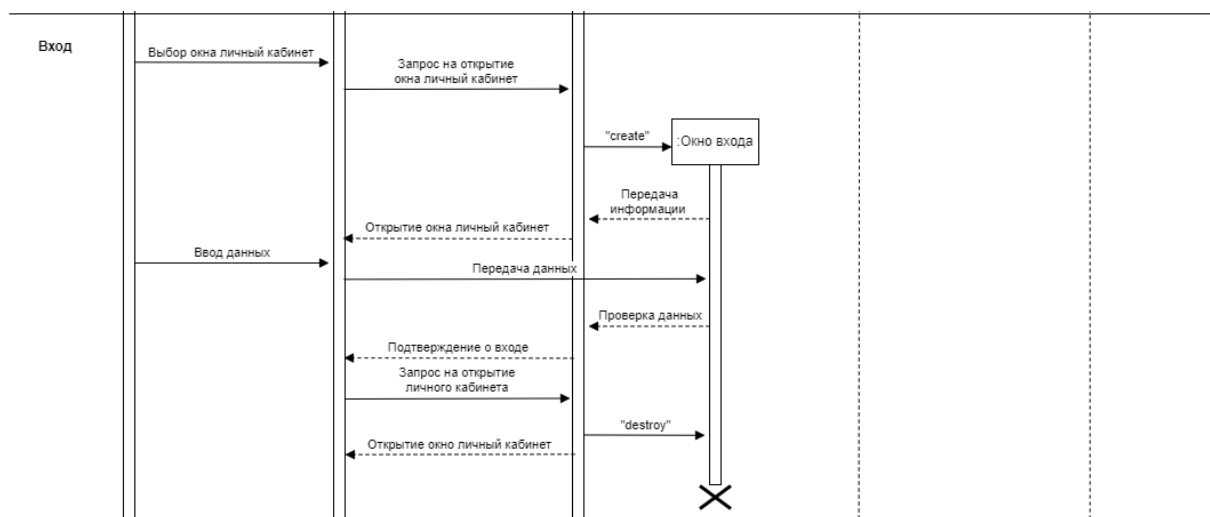 Вход
Выбор окна личный кабинет
Запрос на открытие
окна личный кабинет
"create"
:Окно входа
Передача
информации
Открытие окна личный кабинет
Ввод данных
Передача данных
Проверка данных
Подтверждение о входе
Запрос на открытие
личного кабинета
"destroy"
Открытие окно личный кабинет